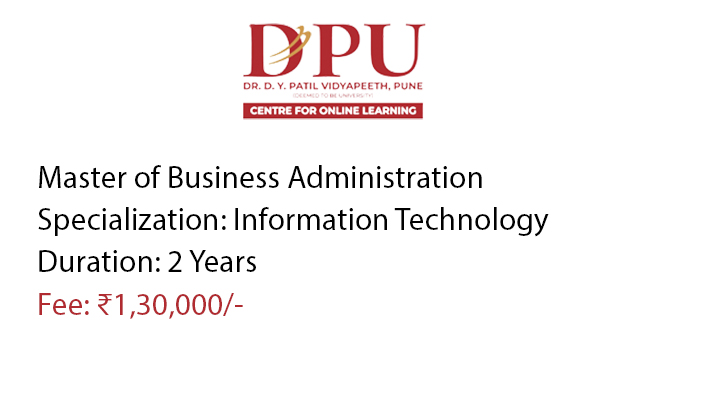 DPU
DR. D. Y. PATIL VIDYAPEETH, PUNE
(DEEMED TO BE UNIVERSITY)
CENTRE FOR ONLINE LEARNING
Master of Business Administration
Specialization: Information Technology
Duration: 2 Years
Fee: ₹1,30,000/-